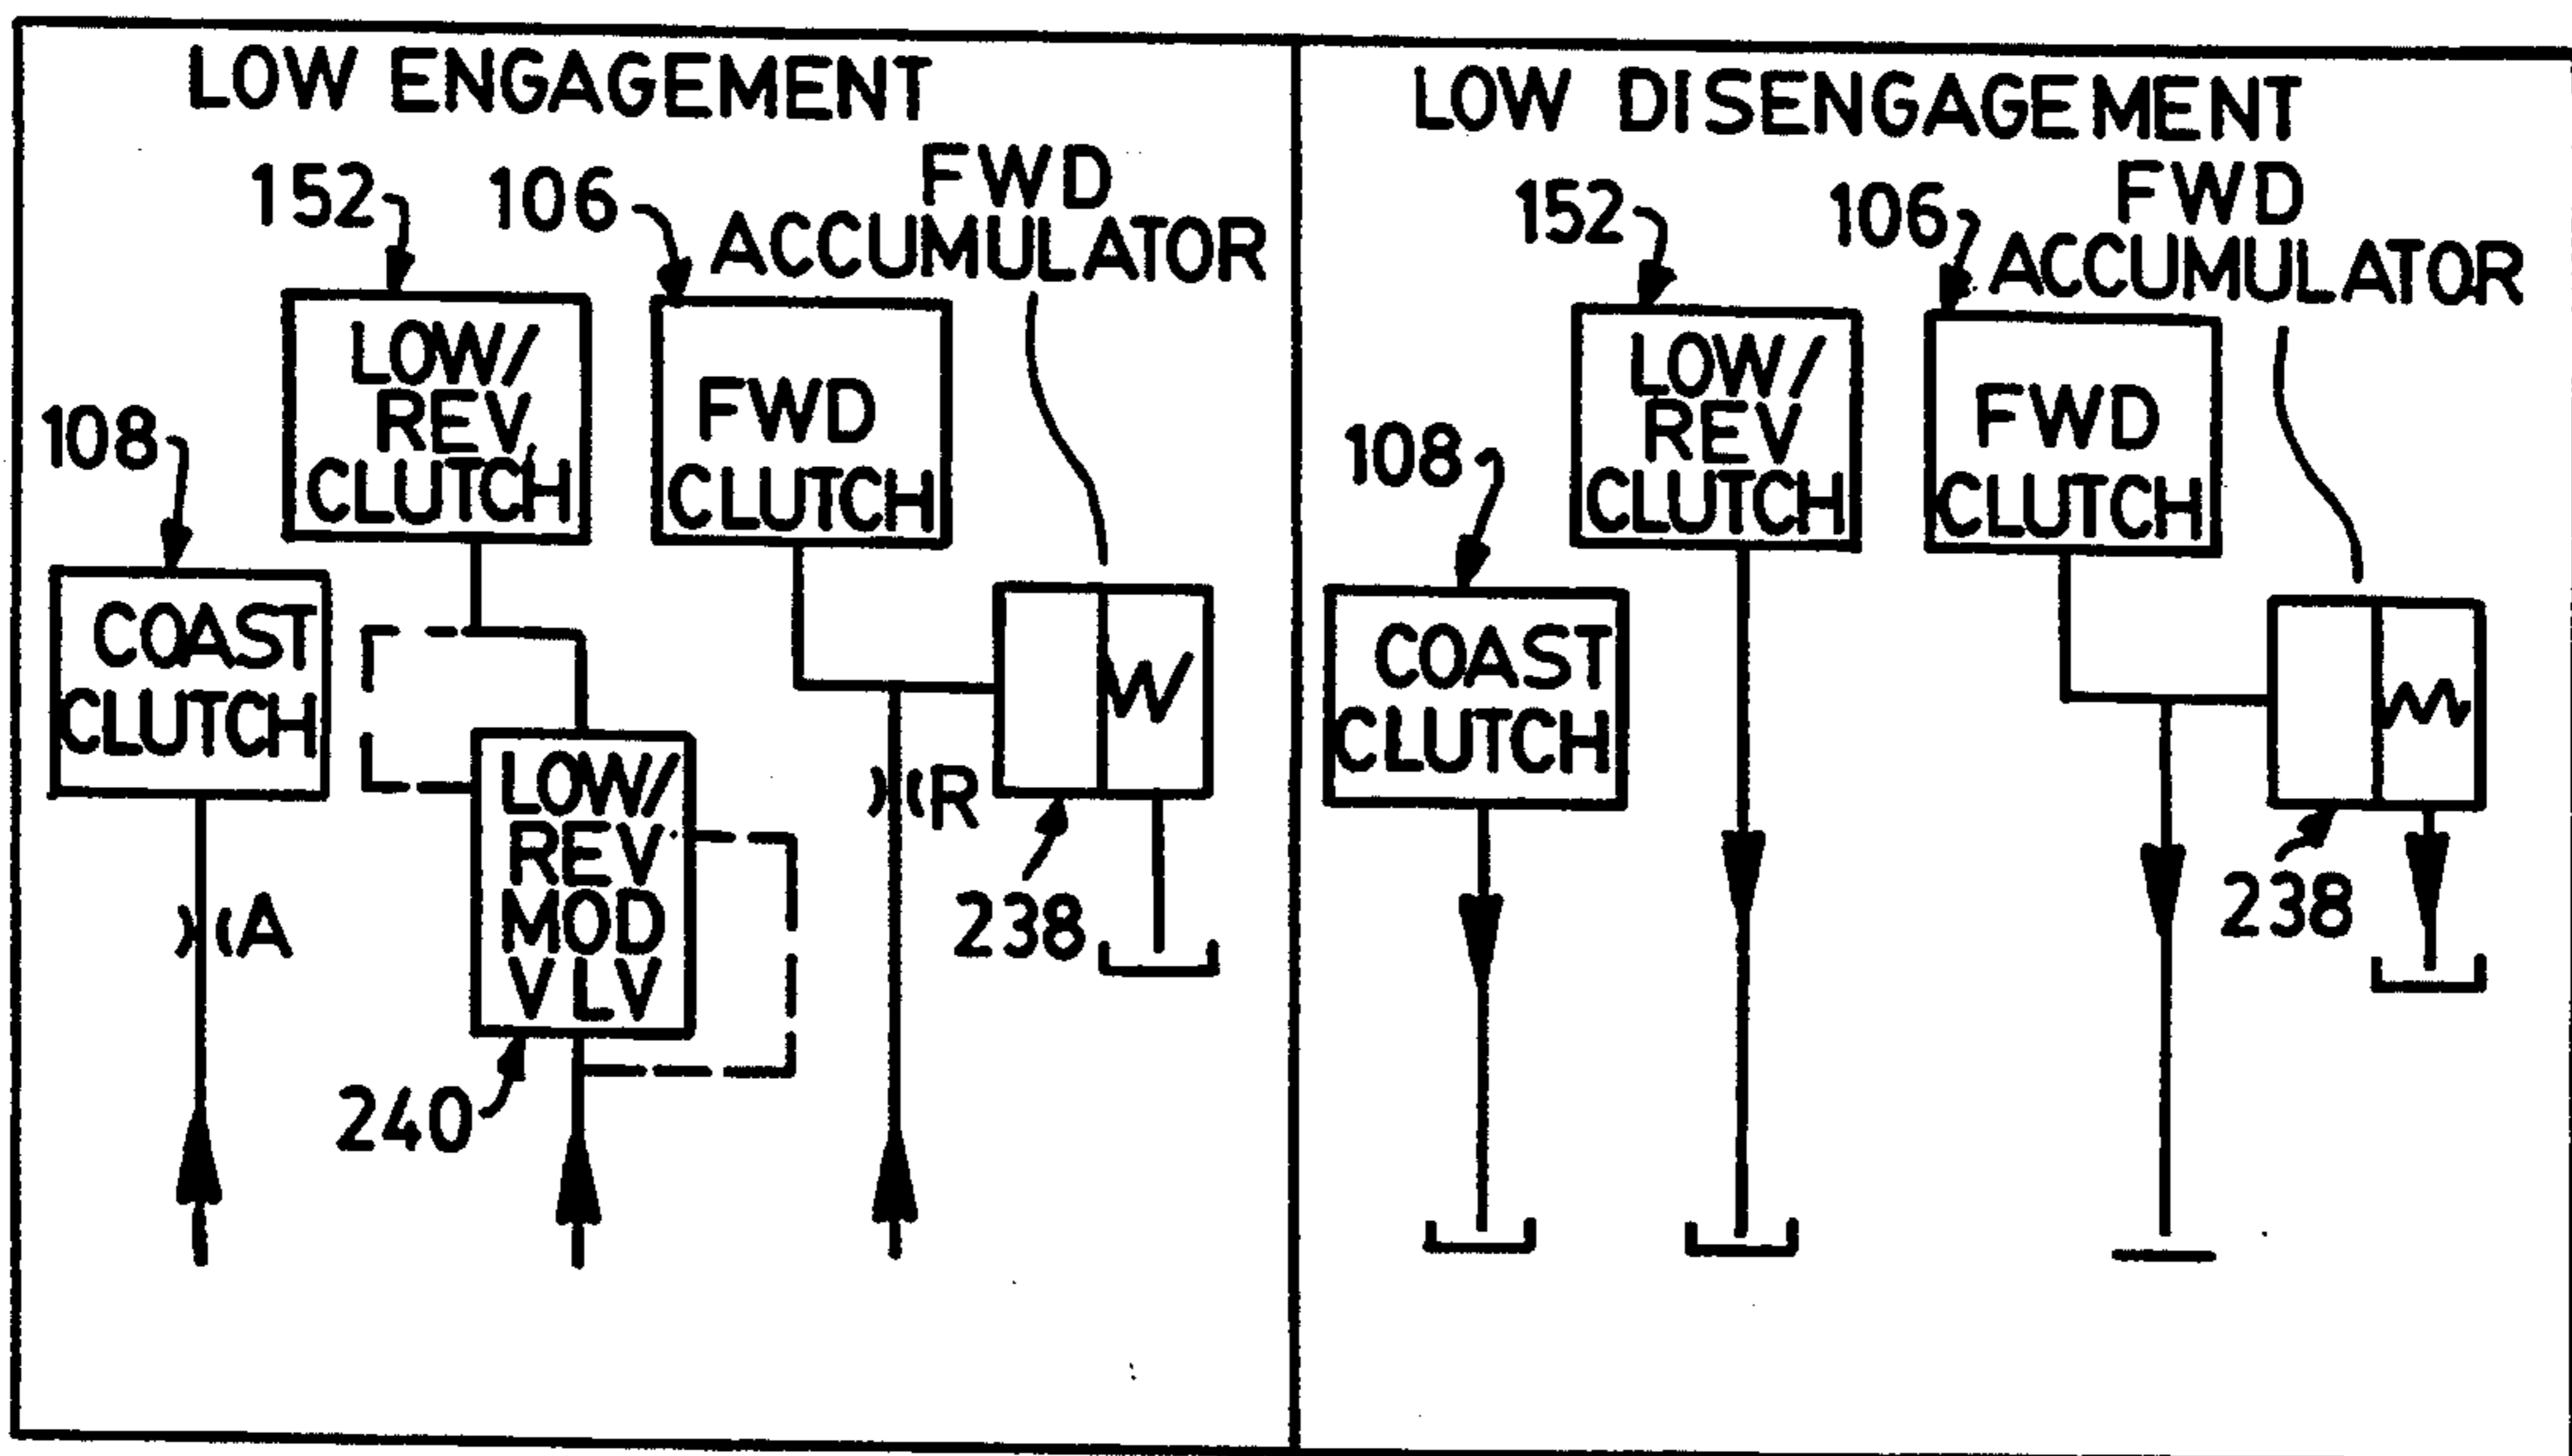 LOW ENGAGEMENT
152
106
FWD
ACCUMULATOR
LOW/
REV
CLUTCH
FWD
CLUTCH
108
COAST
CLUTCH
LOW/
REV
MOD
VLV
A
R
238
240
LOW DISENGAGEMENT
152
106
FWD
ACCUMULATOR
LOW/
REV
CLUTCH
FWD
CLUTCH
108
COAST
CLUTCH
238